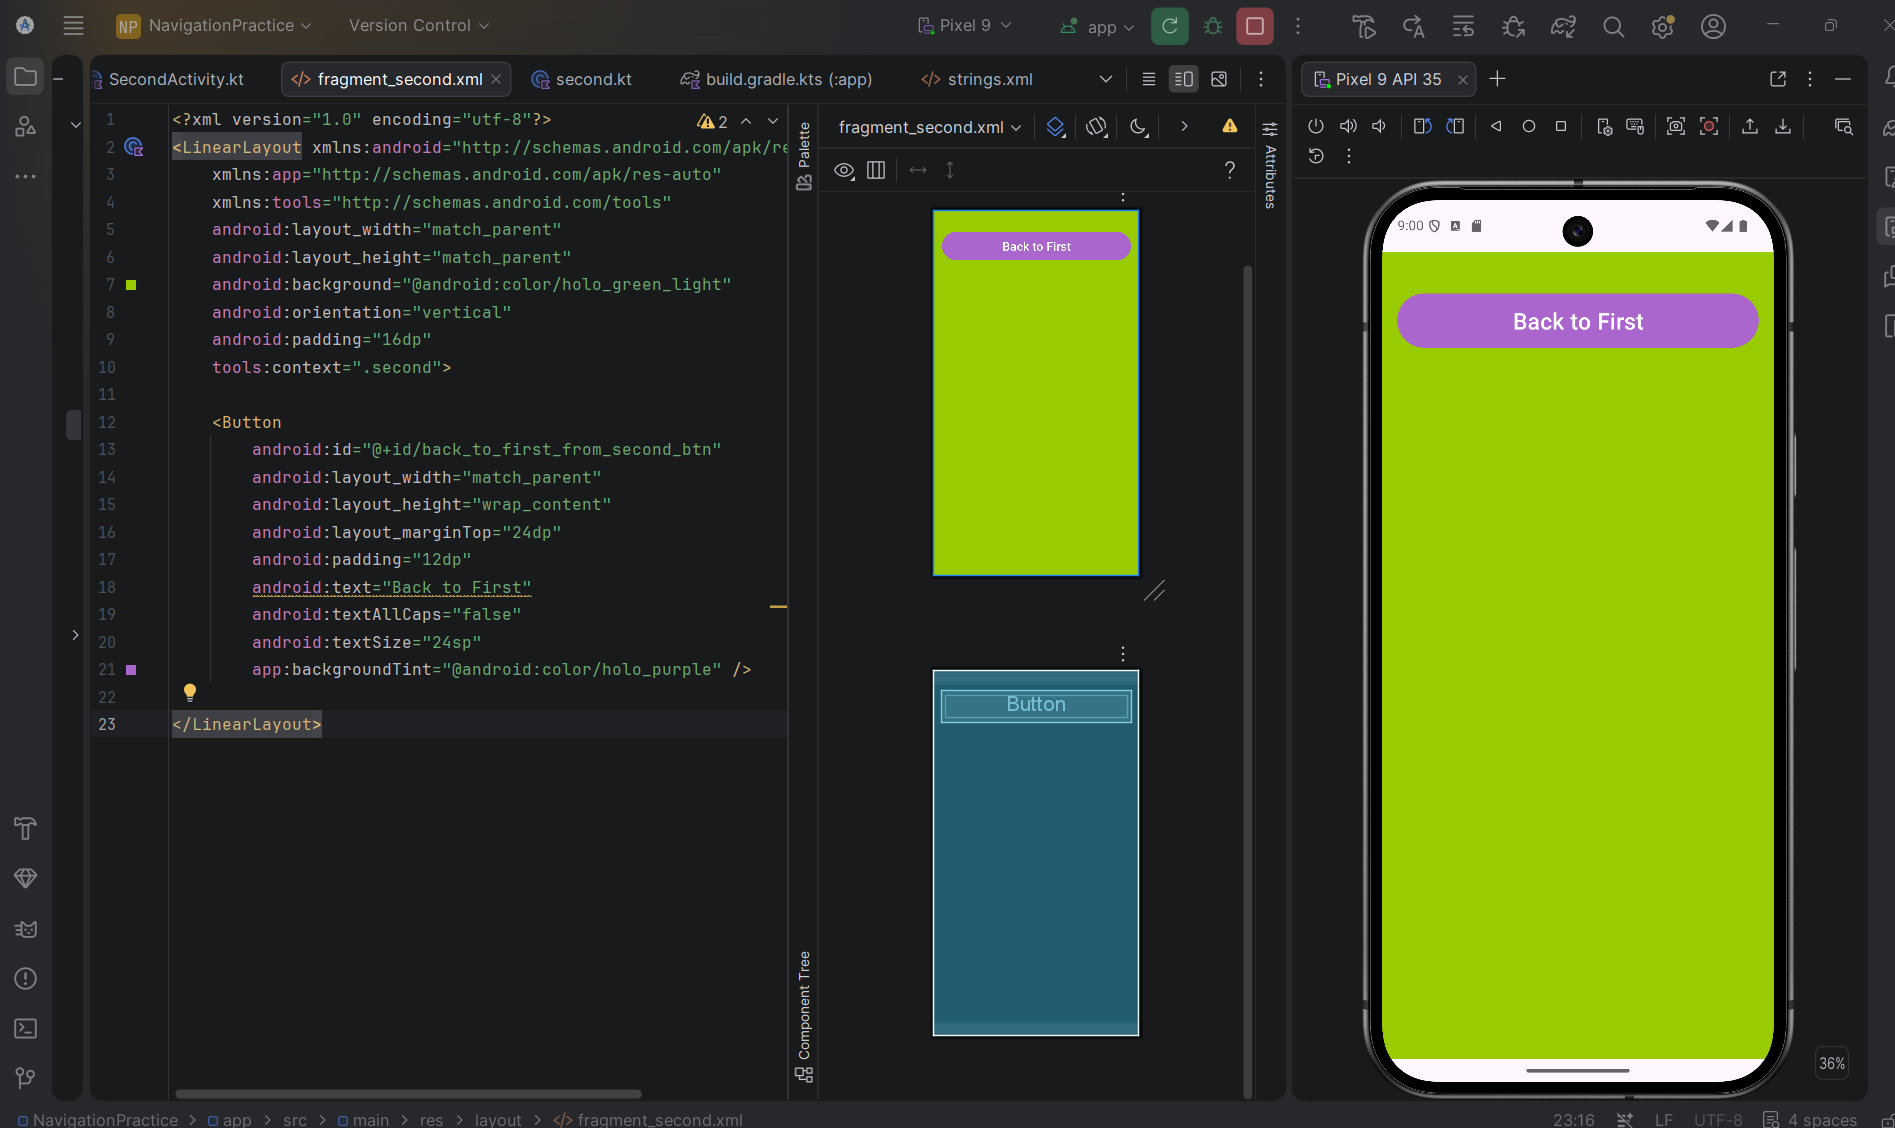 NP NavigationPractice Version Control Pixel 9 app
SecondActivity.kt fragment_second.xml second.kt build.gradle.kts (:app) strings.xml
Pixel 9 API 35
1 <?xml version="1.0" encoding="utf-8"?>
2
2 <LinearLayout xmlns:android="http://schemas.android.com/apk/re
3 xmlns:app="http://schemas.android.com/apk/res-auto"
4 xmlns:tools="http://schemas.android.com/tools"
5 android:layout_width="match_parent"
6 android:layout_height="match_parent"
7 android:background="@android:color/holo_green_light"
8 android:orientation="vertical"
9 android:padding="16dp"
10 tools:context=".second">
11
12 <Button
13 android:id="@+id/back_to_first_from_second_btn"
14 android:layout_width="match_parent"
15 android:layout_height="wrap_content"
16 android:layout_marginTop="24dp"
17 android:padding="12dp"
18 android:text="Back to First"
19 android:textAllCaps="false"
20 android:textSize="24sp"
21 app:backgroundTint="@android:color/holo_purple" />
22
23 </LinearLayout>
Palette
Component Tree
fragment_second.xml
?
Attributes
Back to First
Button
9:00
Back to First
36%
NavigationPractice > app > src > main > res > layout > fragment_second.xml
23:16 LF UTF-8 4 spaces